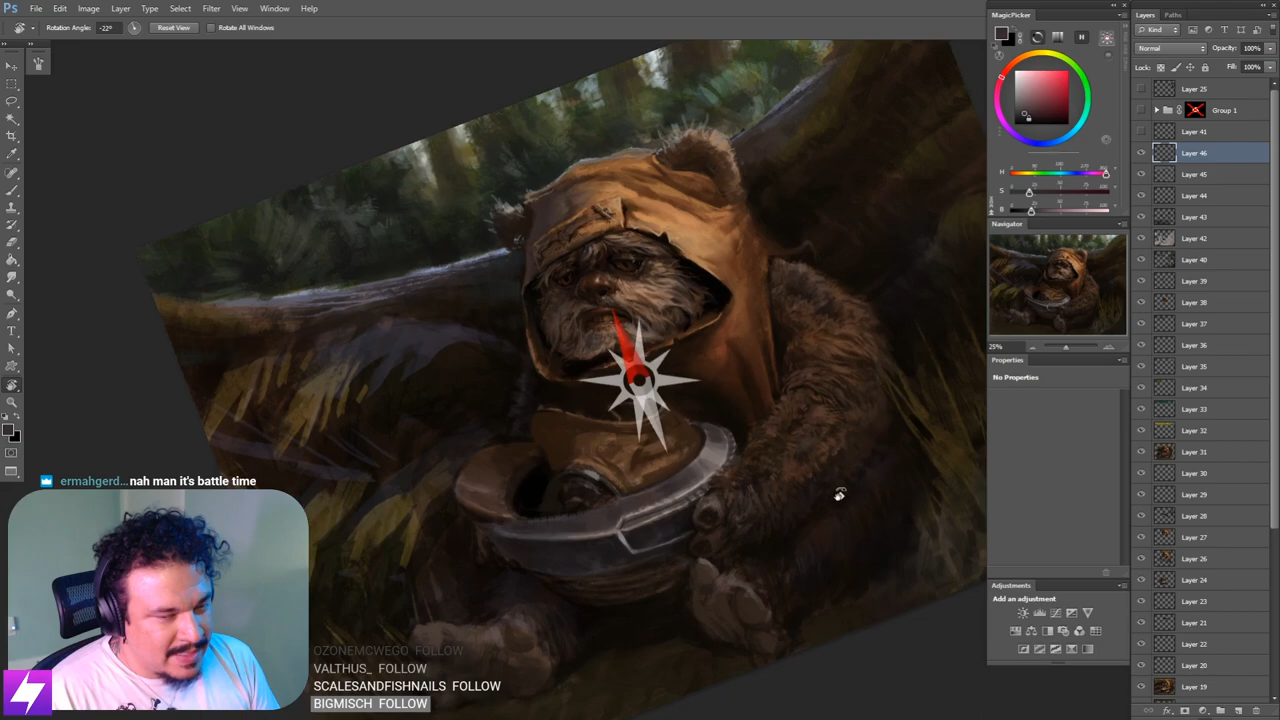 Ps File Edit Image Layer Type Select Filter View Window Help
Rotation Angle: -22° Reset View Rotate All Windows
MagicPicker
H
H
S
B
Navigator
25%
Properties
No Properties
Adjustments
Add an adjustment
Layers Paths
Kind
Normal Opacity: 100%
Lock: Fill: 100%
Layer 25
Group 1
Layer 41
Layer 46
Layer 45
Layer 44
Layer 43
Layer 42
Layer 40
Layer 39
Layer 38
Layer 37
Layer 36
Layer 35
Layer 34
Layer 33
Layer 32
Layer 31
Layer 30
Layer 29
Layer 28
Layer 27
Layer 26
Layer 24
Layer 23
Layer 21
Layer 22
Layer 20
Layer 19
fx
ermahgerd... nah man it's battle time
OZONEMCWEGO FOLLOW
VALTHUS_ FOLLOW
SCALESANDFISHNAILS FOLLOW
BIGMISCH FOLLOW